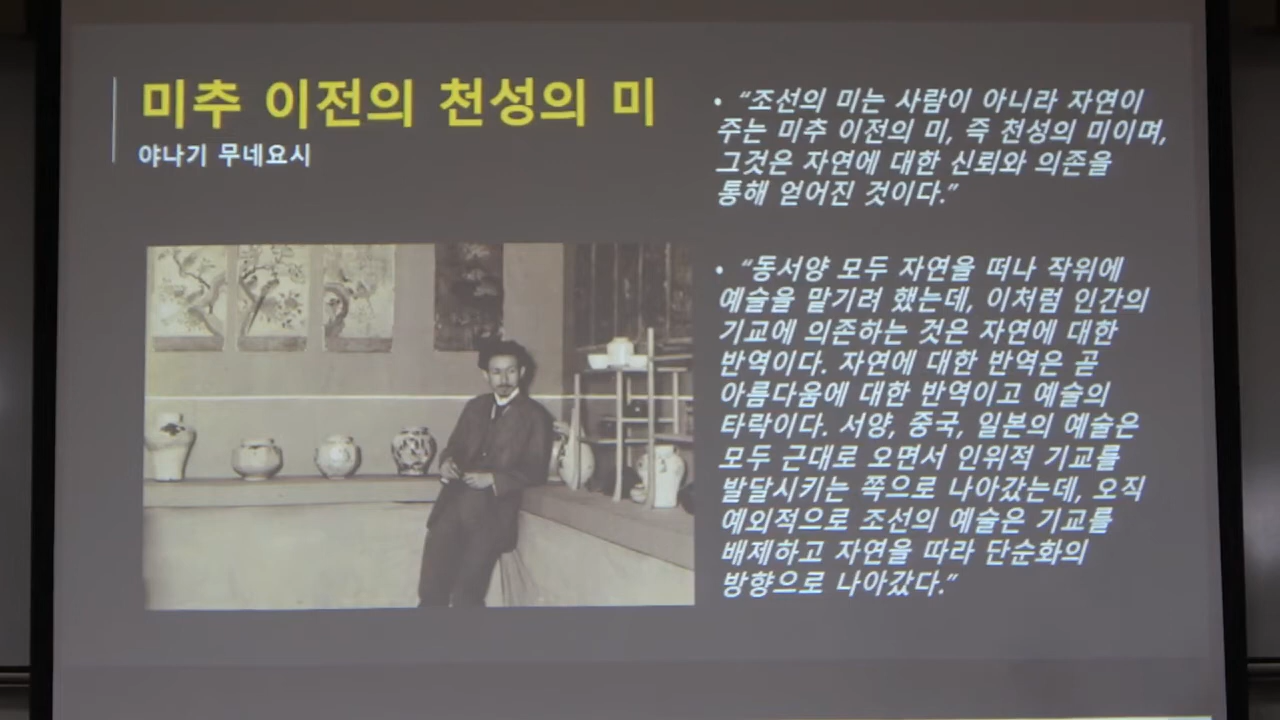 미추 이전의 천성의 미
야나기 무네요시
• “조선의 미는 사람이 아니라 자연이
주는 미추 이전의 미, 즉 천성의 미이며,
그것은 자연에 대한 신뢰와 의존을
통해 얻어진 것이다.”
• “동서양 모두 자연을 떠나 작위에
예술을 맡기려 했는데, 이처럼 인간의
기교에 의존하는 것은 자연에 대한
반역이다. 자연에 대한 반역은 곧
아름다움에 대한 반역이고 예술의
타락이다. 서양, 중국, 일본의 예술은
모두 근대로 오면서 인위적 기교를
발달시키는 쪽으로 나아갔는데, 오직
예외적으로 조선의 예술은 기교를
배제하고 자연을 따라 단순화의
방향으로 나아갔다.”